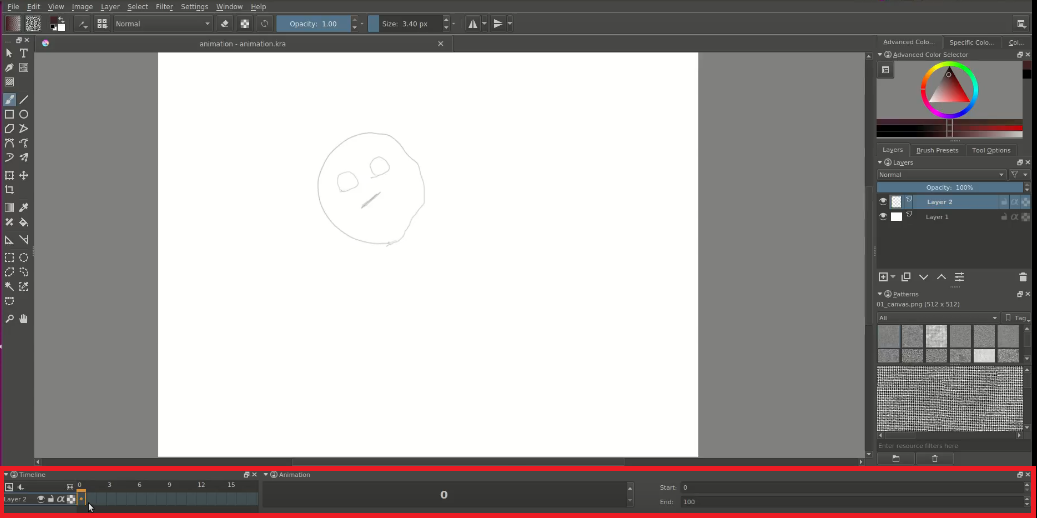 File Edit View Image Layer Select Filter Settings Window Help
Normal Opacity: 1.00 Size: 3.40 px
animation - animation.kra
Advanced Colo... Specific Colo... Col...
Advanced Color Selector
Layers Brush Presets Tool Options
Layers
Normal
Opacity: 100%
Layer 2
Layer 1
Patterns
01_canvas.png (512 x 512)
All Tag
Enter resource filters here
Timeline Animation
0 3 6 9 12 15
Layer 2
0
Start: 0
End: 100